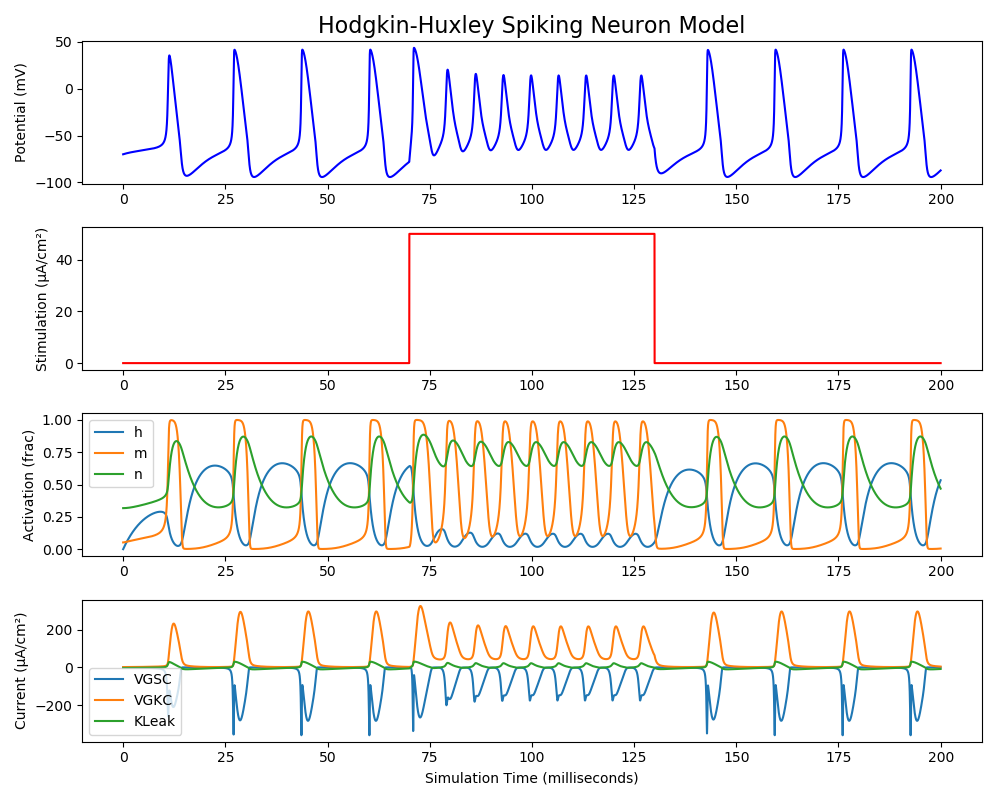 Hodgkin-Huxley Spiking Neuron Model
Potential (mV)
50
0
−50
−100
0 25 50 75 100 125 150 175 200
Stimulation (µA/cm²)
40
20
0
0 25 50 75 100 125 150 175 200
Activation (frac)
1.00
0.75
0.50
0.25
0.00
h
m
n
0 25 50 75 100 125 150 175 200
Current (µA/cm²)
200
0
−200
VGSC
VGKC
KLeak
0 25 50 75 100 125 150 175 200
Simulation Time (milliseconds)